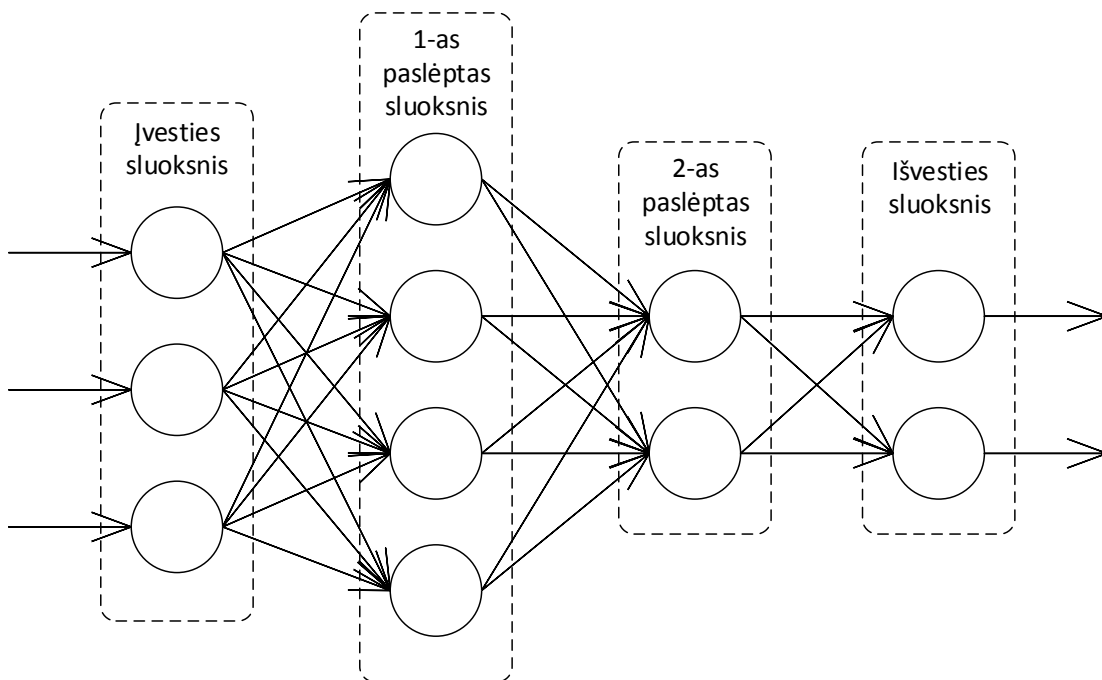 Įvesties
sluoksnis
1-as
paslėptas
sluoksnis
2-as
paslėptas
sluoksnis
Išvesties
sluoksnis